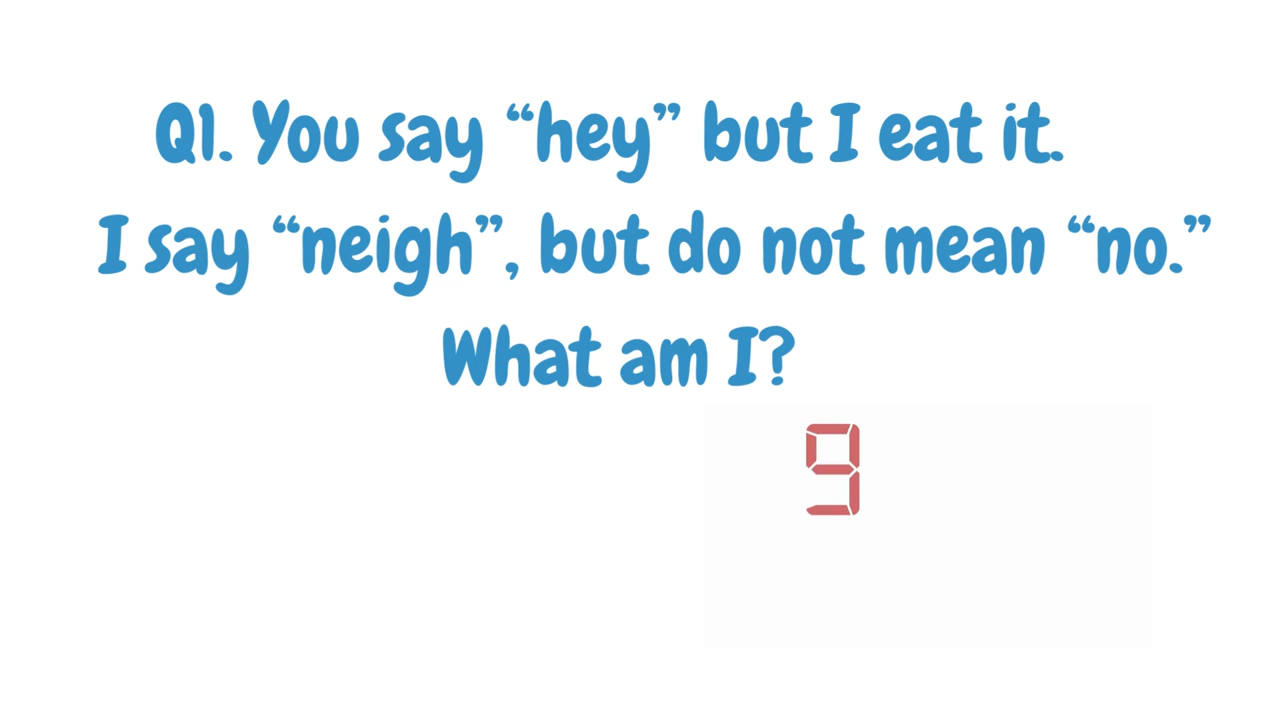 Q1. You say “hey” but I eat it.
I say “neigh”, but do not mean “no.”
What am I?
9